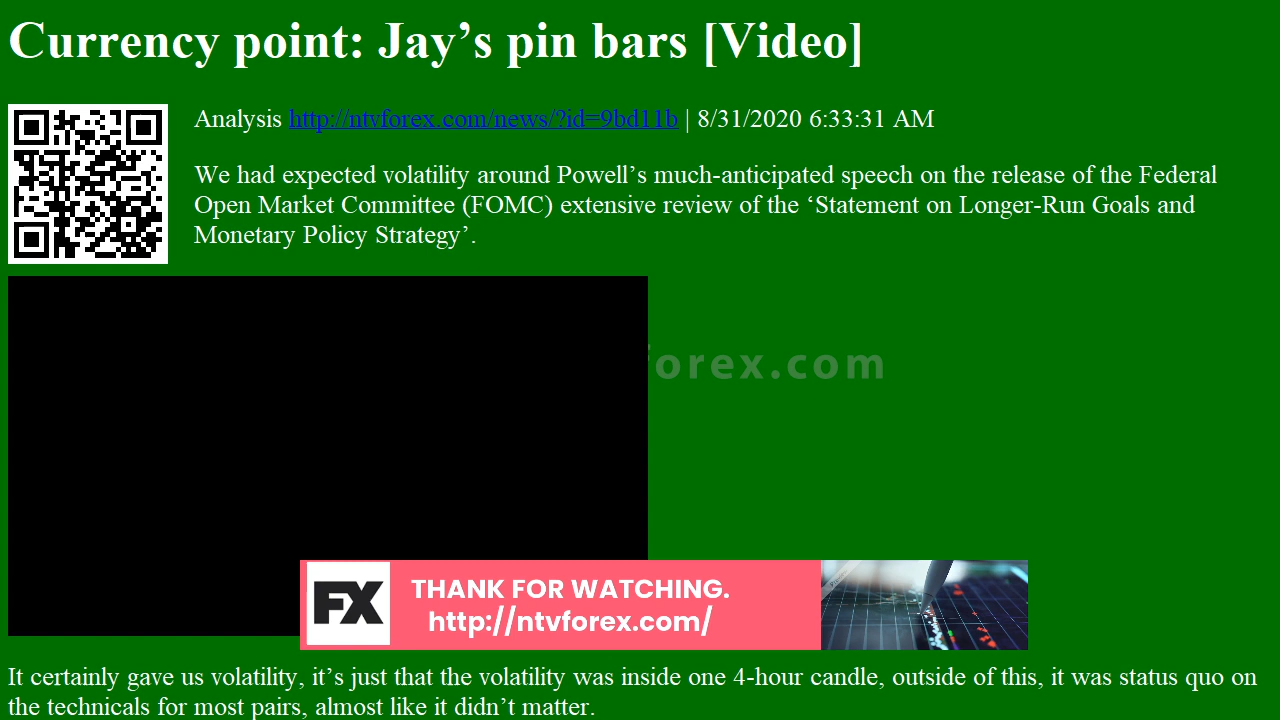 Currency point: Jay’s pin bars [Video]
Analysis http://ntvforex.com/news/?id=9bd11b | 8/31/2020 6:33:31 AM
We had expected volatility around Powell’s much-anticipated speech on the release of the Federal
Open Market Committee (FOMC) extensive review of the ‘Statement on Longer-Run Goals and
Monetary Policy Strategy’.
forex.com
FX
THANK FOR WATCHING.
http://ntvforex.com/
It certainly gave us volatility, it’s just that the volatility was inside one 4-hour candle, outside of this, it was status quo on
the technicals for most pairs, almost like it didn’t matter.